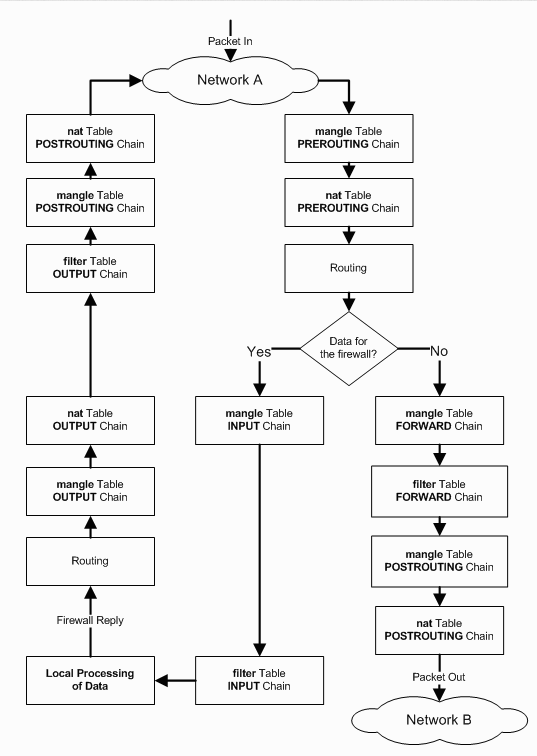 Packet In
Network A
nat Table
POSTROUTING Chain
mangle Table
PREROUTING Chain
mangle Table
POSTROUTING Chain
nat Table
PREROUTING Chain
filter Table
OUTPUT Chain
Routing
Data for
the firewall?
Yes
No
nat Table
OUTPUT Chain
mangle Table
INPUT Chain
mangle Table
FORWARD Chain
mangle Table
OUTPUT Chain
filter Table
FORWARD Chain
Routing
mangle Table
POSTROUTING Chain
Firewall Reply
nat Table
POSTROUTING Chain
Local Processing
of Data
filter Table
INPUT Chain
Packet Out
Network B